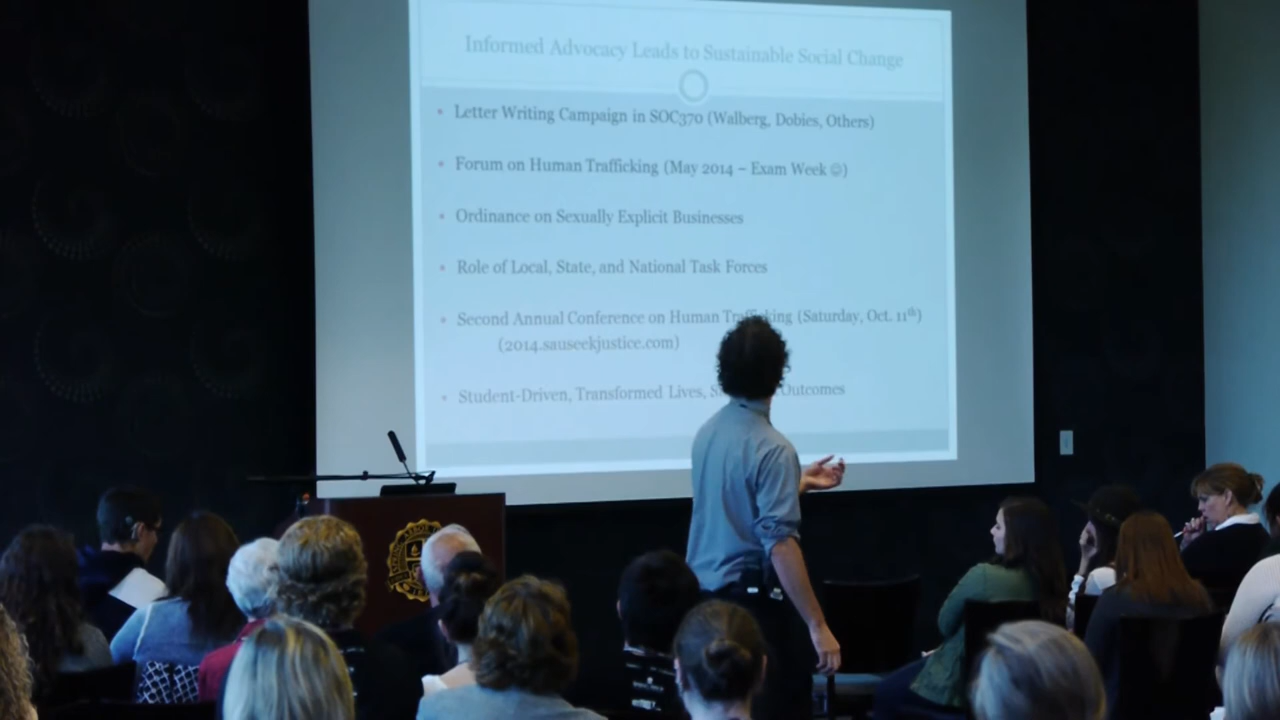 Informed Advocacy Leads to Sustainable Social Change
• Letter Writing Campaign in SOC370 (Walberg, Dobies, Others)
• Forum on Human Trafficking (May 2014 – Exam Week ☺)
• Ordinance on Sexually Explicit Businesses
• Role of Local, State, and National Task Forces
• Second Annual Conference on Human Trafficking (Saturday, Oct. 11th)
(2014.sauseekjustice.com)
• Student-Driven, Transformed Lives, Outcomes